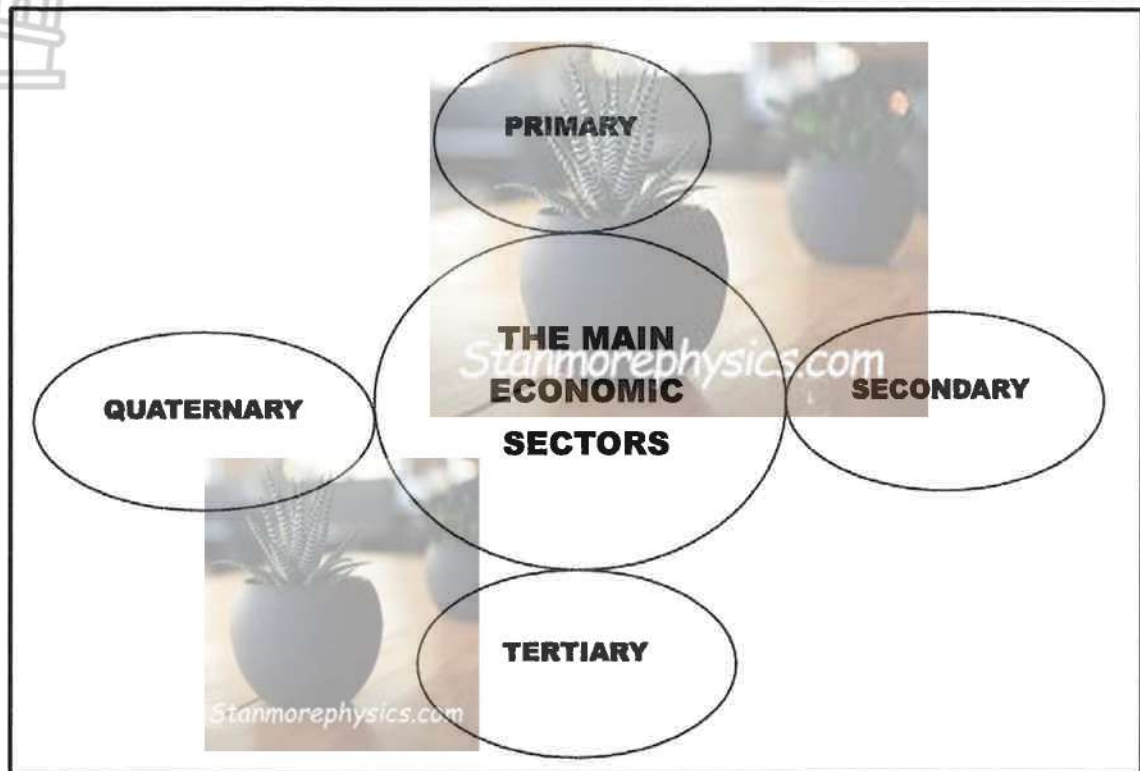 PRIMARY
THE MAIN
Stanmorephysics.com
ECONOMIC
SECTORS
QUATERNARY
SECONDARY
TERTIARY
Stanmorephysics.com